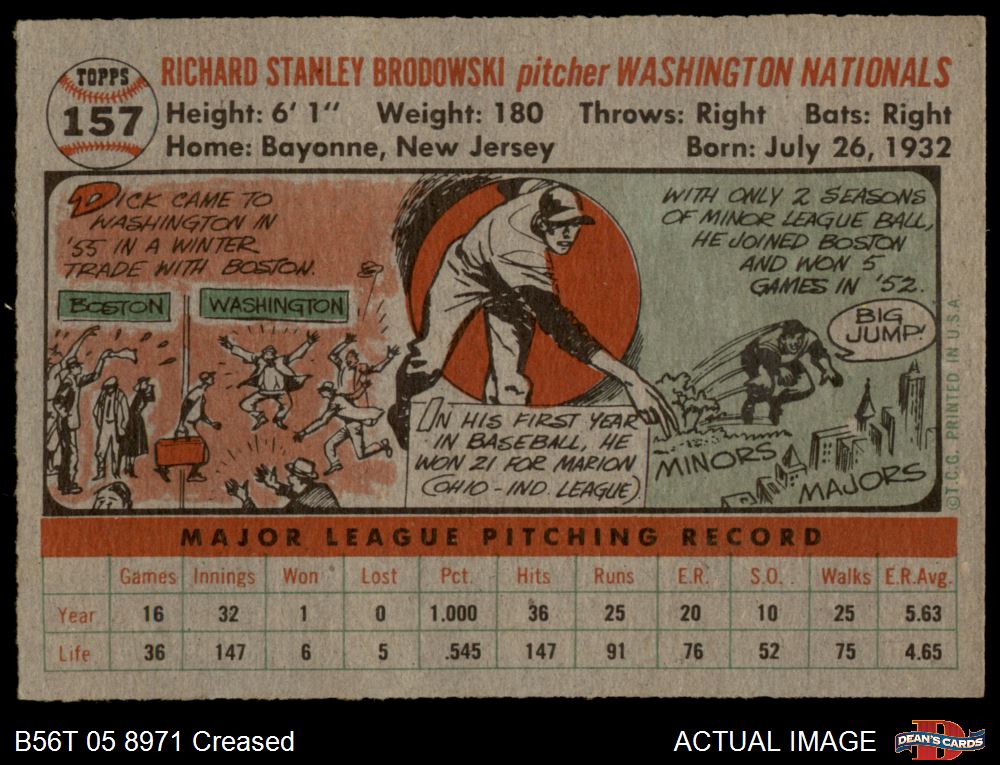 TOPPS
157
RICHARD STANLEY BRODOWSKI pitcher WASHINGTON NATIONALS
Height: 6' 1" Weight: 180 Throws: Right Bats: Right
Home: Bayonne, New Jersey Born: July 26, 1932
DICK CAME TO
WASHINGTON IN
'55 IN A WINTER
TRADE WITH BOSTON.
BOSTON
WASHINGTON
IN HIS FIRST YEAR
IN BASEBALL, HE
WON 21 FOR MARION
(OHIO-IND. LEAGUE).
WITH ONLY 2 SEASONS
OF MINOR LEAGUE BALL,
HE JOINED BOSTON
AND WON 5
GAMES IN '52.
BIG
JUMP!
MINORS
MAJORS
©T.C.G. PRINTED IN U.S.A.
MAJOR LEAGUE PITCHING RECORD
Games Innings Won Lost Pct. Hits Runs E.R. S.O. Walks E.R.Avg.
Year 16 32 1 0 1.000 36 25 20 10 25 5.63
Life 36 147 6 5 .545 147 91 76 52 75 4.65
B56T 05 8971 Creased
ACTUAL IMAGE
DEAN'S CARDS